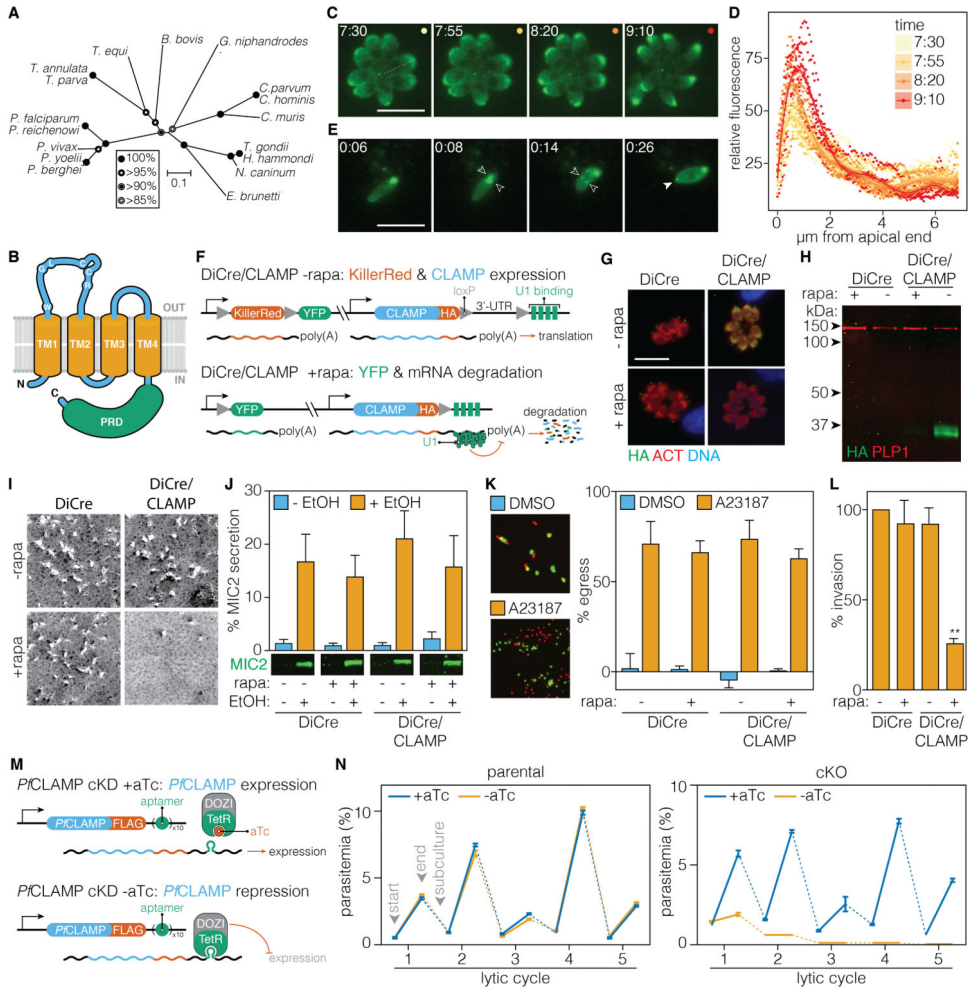 A
T. equi
B. bovis
G. niphandrodes
T. annulata
T. parva
C.parvum
C. hominis
C. muris
P. falciparum
P. reichenowi
P. vivax
P. yoelii
P. berghei
T. gondii
H. hammondi
N. caninum
E. brunetti
100%
>95%
>90%
>85%
0.1
C
7:30
7:55
8:20
9:10
E
0:06
0:08
0:14
0:26
D
relative fluorescence
75
50
25
time
7:30
7:55
8:20
9:10
0
2
4
6
µm from apical end
B
OUT
TM1
TM2
TM3
TM4
IN
N
C
PRD
F
DiCre/CLAMP -rapa: KillerRed & CLAMP expression
loxP
U1 binding
3'-UTR
KillerRed
YFP
CLAMP
HA
poly(A)
poly(A)
translation
DiCre/CLAMP +rapa: YFP & mRNA degradation
YFP
CLAMP
HA
degradation
poly(A)
poly(A)
U1
G
DiCre
DiCre/
CLAMP
- rapa
+ rapa
HA ACT DNA
H
DiCre
DiCre/
CLAMP
rapa:
+
-
+
-
kDa:
150
100
50
37
HA PLP1
I
DiCre
DiCre/
CLAMP
-rapa
+rapa
J
- EtOH
+ EtOH
% MIC2 secretion
30
20
10
0
MIC2
rapa:
- - + + - - + +
EtOH:
- + - + - + - +
DiCre
DiCre/
CLAMP
K
DMSO
A23187
DMSO
A23187
% egress
100
50
0
rapa:
-
+
-
+
DiCre
DiCre/
CLAMP
L
% invasion
100
50
0
**
rapa:
- + - +
DiCre
DiCre/
CLAMP
M
PfCLAMP cKD +aTc: PfCLAMP expression
aptamer
DOZI
TetR
aTc
PfCLAMP
FLAG
x10
expression
PfCLAMP cKD -aTc: PfCLAMP repression
aptamer
DOZI
TetR
PfCLAMP
FLAG
x10
expression
N
parental
+aTc
-aTc
parasitemia (%)
10
5
0
start
end
subculture
1
2
3
4
5
lytic cycle
cKO
+aTc
-aTc
parasitemia (%)
10
5
0
1
2
3
4
5
lytic cycle